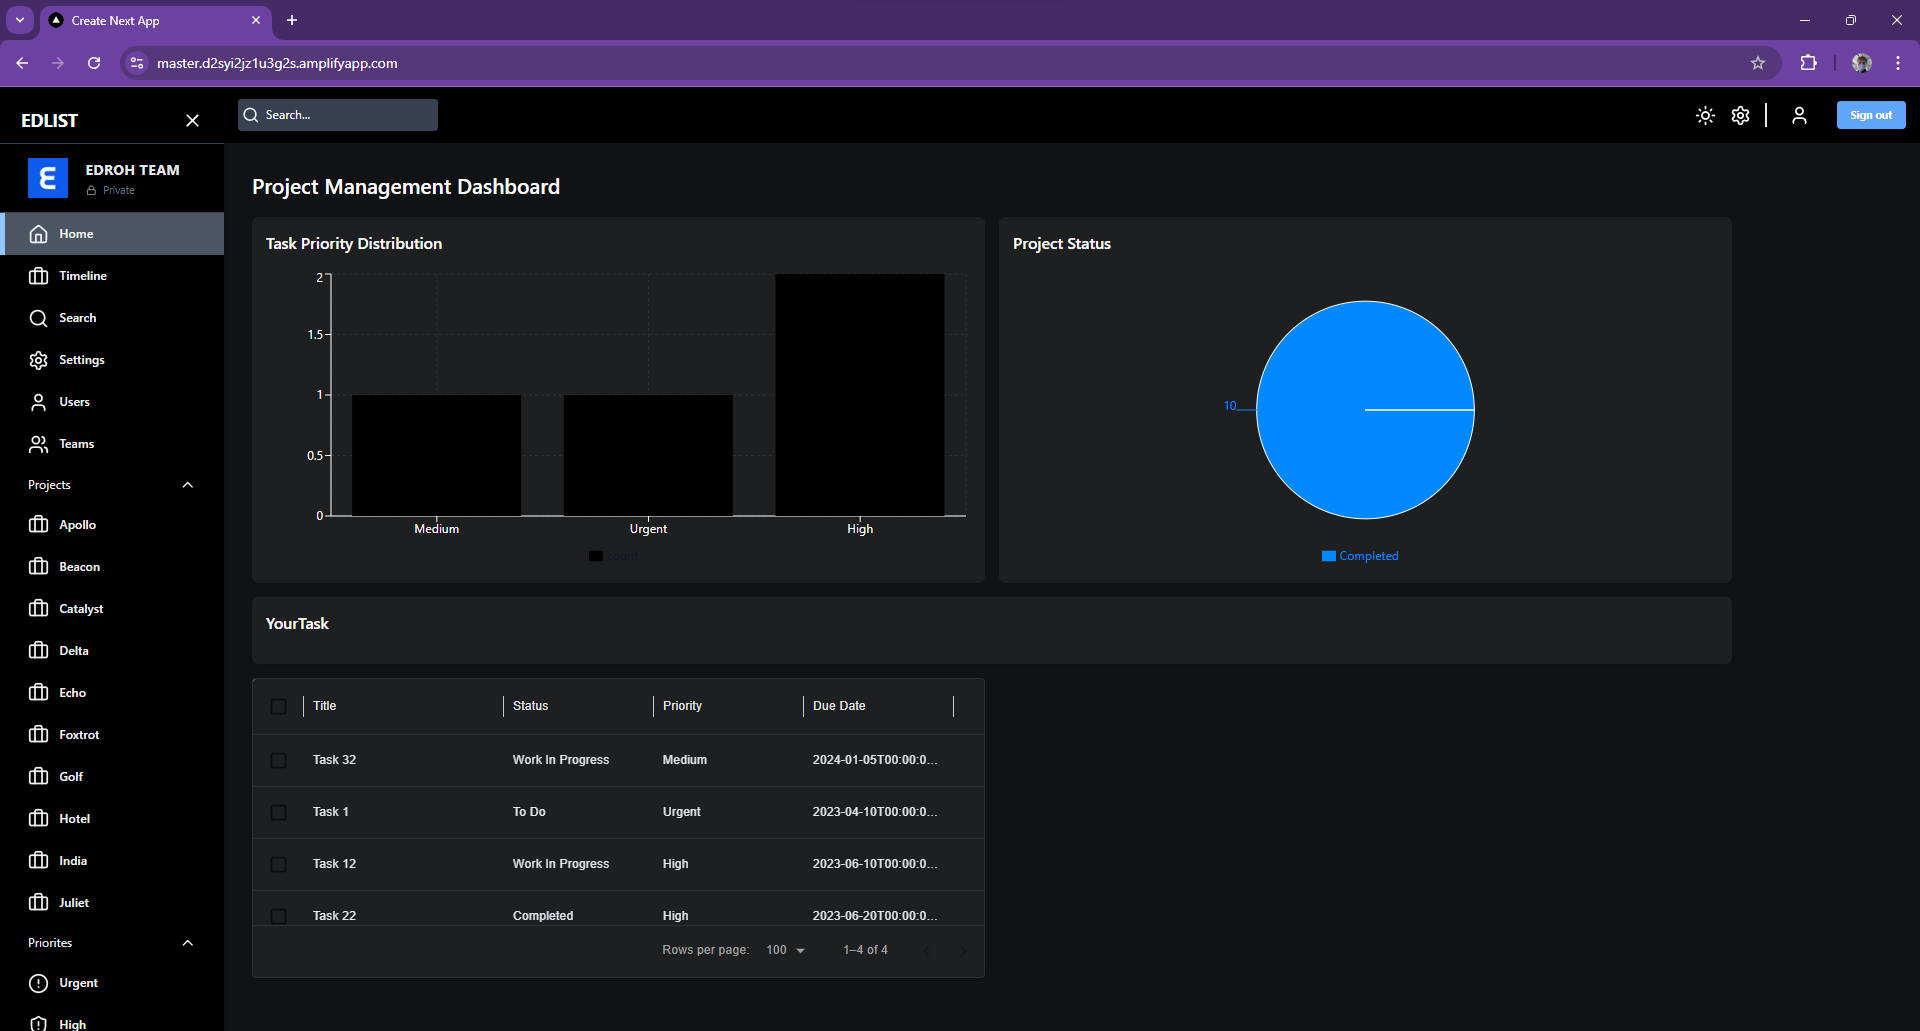 Create Next App
master.d2syi2jz1u3g2s.amplifyapp.com
EDLIST
Search...
Sign out
EDROH TEAM
Private
Home
Timeline
Search
Settings
Users
Teams
Projects
Apollo
Beacon
Catalyst
Delta
Echo
Foxtrot
Golf
Hotel
India
Juliet
Priorites
Urgent
High
Project Management Dashboard
Task Priority Distribution
2
1.5
1
0.5
0
Medium Urgent High
count
Project Status
10
Completed
YourTask
Title Status Priority Due Date
Task 32 Work In Progress Medium 2024-01-05T00:00:0...
Task 1 To Do Urgent 2023-04-10T00:00:0...
Task 12 Work In Progress High 2023-06-10T00:00:0...
Task 22 Completed High 2023-06-20T00:00:0...
Rows per page: 100 1–4 of 4